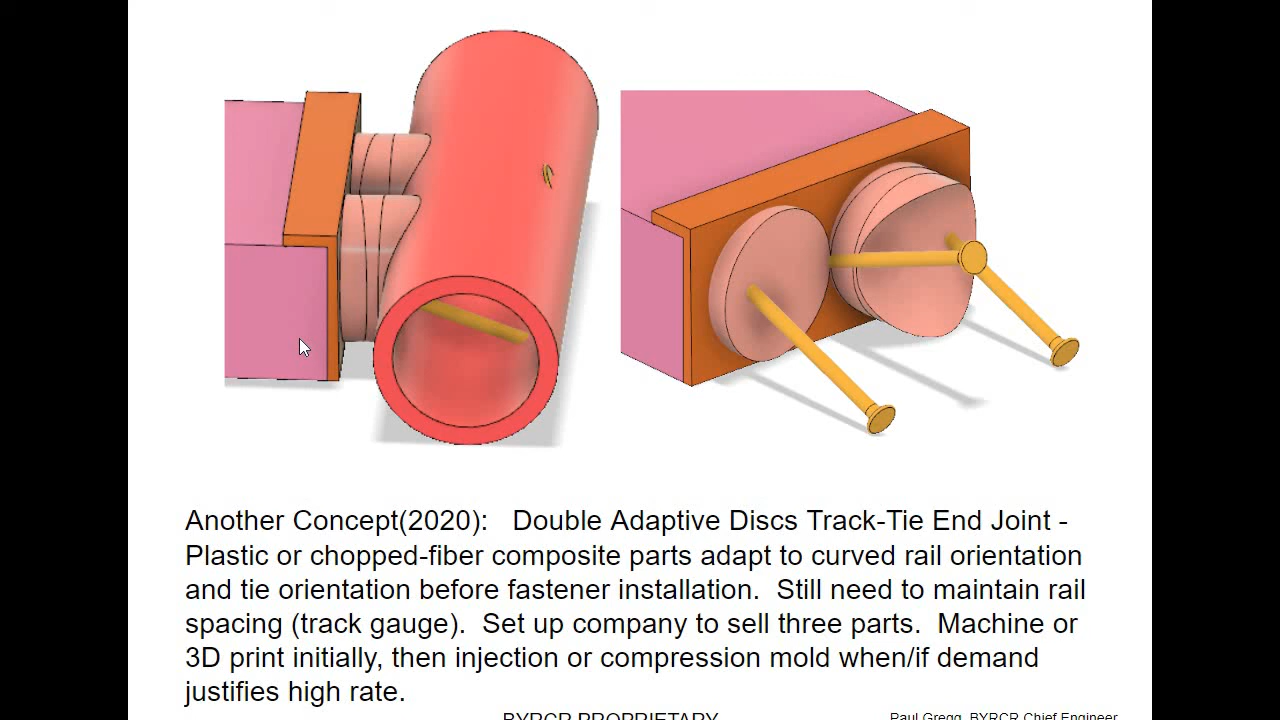 Another Concept(2020):   Double Adaptive Discs Track-Tie End Joint -
Plastic or chopped-fiber composite parts adapt to curved rail orientation
and tie orientation before fastener installation.  Still need to maintain rail
spacing (track gauge).  Set up company to sell three parts.  Machine or
3D print initially, then injection or compression mold when/if demand
justifies high rate.
BYRCR PROPRIETARY
Paul Gregg, BYRCR Chief Engineer